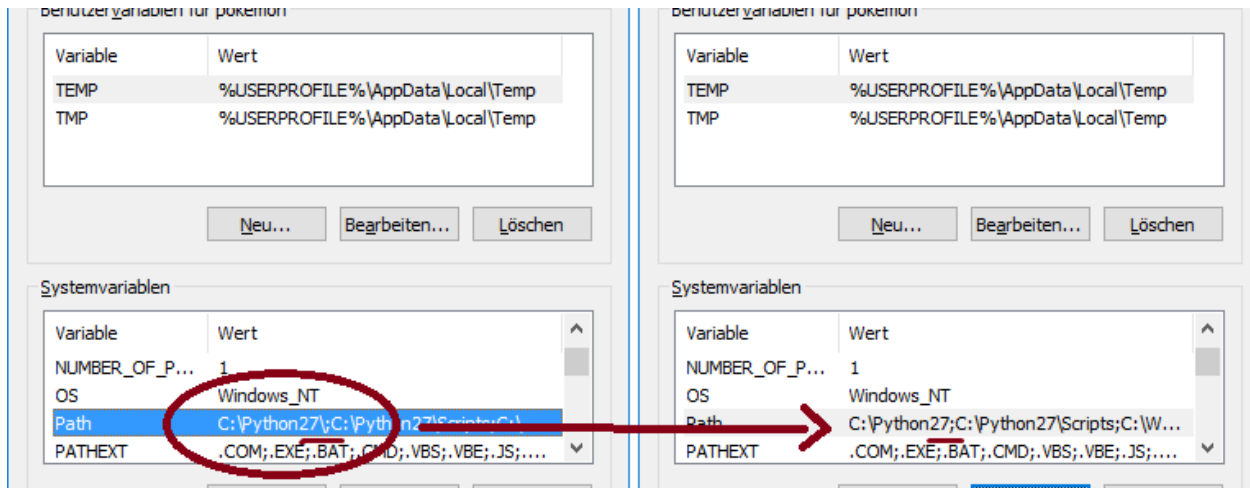 Benutzervariablen für pokemon
Variable Wert
TEMP %USERPROFILE%\AppData\Local\Temp
TMP %USERPROFILE%\AppData\Local\Temp
Neu... Bearbeiten... Löschen
Systemvariablen
Variable Wert
NUMBER_OF_P... 1
OS Windows_NT
Path C:\Python27\;C:\Python27\Scripts;C:\
PATHEXT .COM;.EXE;.BAT;.CMD;.VBS;.VBE;.JS;....
Benutzervariablen für pokemon
Variable Wert
TEMP %USERPROFILE%\AppData\Local\Temp
TMP %USERPROFILE%\AppData\Local\Temp
Neu... Bearbeiten... Löschen
Systemvariablen
Variable Wert
NUMBER_OF_P... 1
OS Windows_NT
Path C:\Python27;C:\Python27\Scripts;C:\W...
PATHEXT .COM;.EXE;.BAT;.CMD;.VBS;.VBE;.JS;....